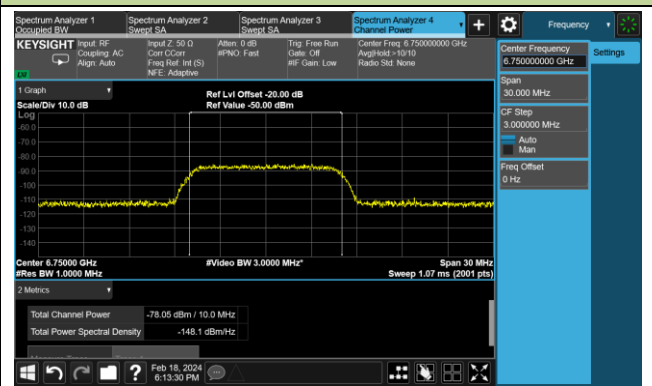 Spectrum Analyzer 1
Occupied BW
Spectrum Analyzer 2
Swept SA
Spectrum Analyzer 3
Swept SA
Spectrum Analyzer 4
Channel Power
+
Frequency
KEYSIGHT
Input: RF
Coupling: AC
Align: Auto
Input Z: 50 Ω
Corr CCorr
Freq Ref: Int (S)
NFE: Adaptive
Atten: 0 dB
#PNO: Fast
Trig: Free Run
Gate: Off
#IF Gain: Low
Center Freq: 6.750000000 GHz
Avg|Hold:>10/10
Radio Std: None
LXI
Center Frequency
6.750000000 GHz
Settings
Span
30.000 MHz
CF Step
3.000000 MHz
Auto
Man
Freq Offset
0 Hz
1 Graph
Scale/Div 10.0 dB
Ref Lvl Offset -20.00 dB
Ref Value -50.00 dBm
Log
-60.0
-70.0
-80.0
-90.0
-100
-110
-120
-130
-140
Center 6.75000 GHz
#Video BW 3.0000 MHz*
Span 30 MHz
#Res BW 1.0000 MHz
Sweep 1.07 ms (2001 pts)
2 Metrics
Total Channel Power
-78.05 dBm / 10.0 MHz
Total Power Spectral Density
-148.1 dBm/Hz
?
Feb 18, 2024
6:13:30 PM